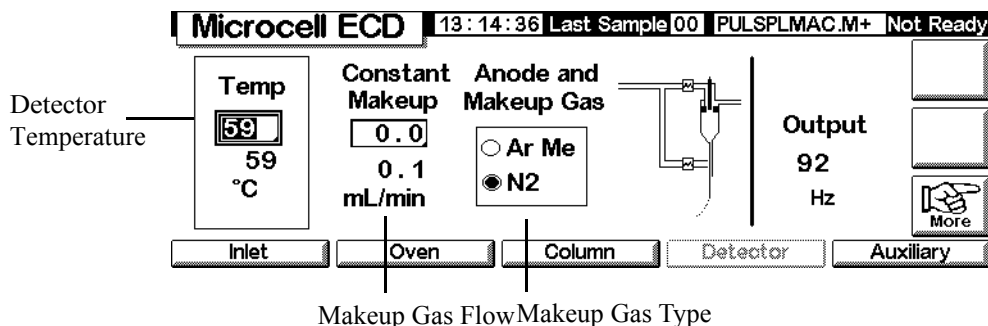 Microcell ECD 13:14:36 Last Sample 00 PULSPLMAC.M+ Not Ready
Detector
Temperature
Temp
59
59
°C
Constant
Makeup
0.0
0.1
mL/min
Anode and
Makeup Gas
Ar Me
N2
Output
92
Hz
More
Inlet Oven Column Detector Auxiliary
Makeup Gas Flow Makeup Gas Type